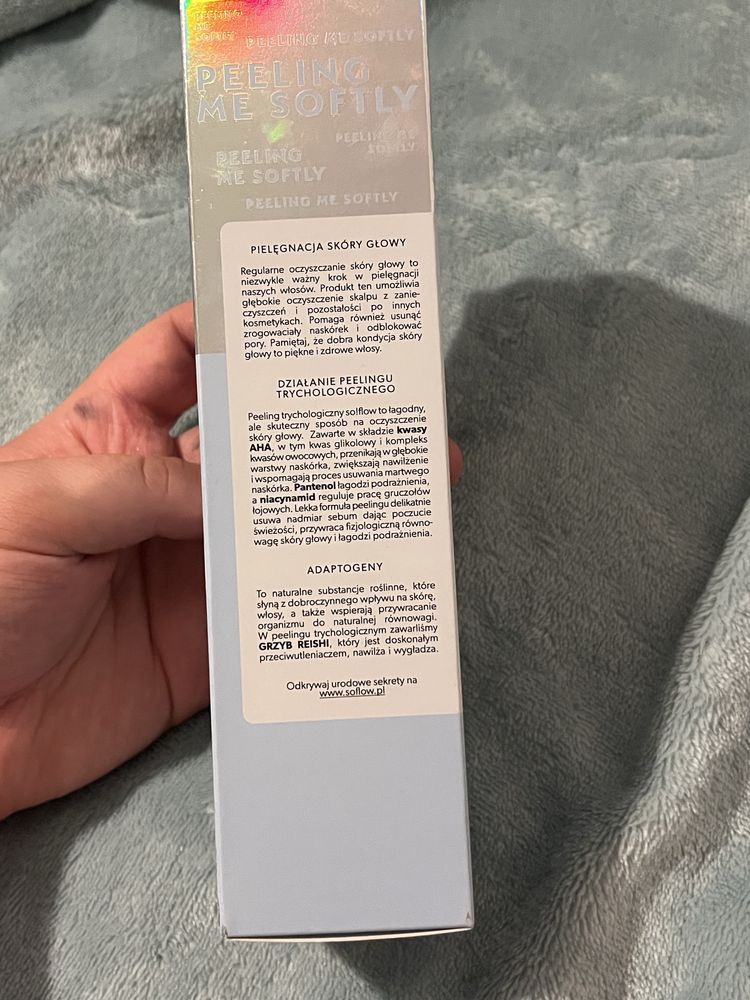 PEELING
ME
SOFTLY
PEELING ME SOFTLY
PEELING
ME SOFTLY
PEELING ME
SOFTLY
PEELING
ME SOFTLY
PEELING ME SOFTLY
PIELĘGNACJA SKÓRY GŁOWY
Regularne oczyszczanie skóry głowy to
niezwykle ważny krok w pielęgnacji
naszych włosów. Produkt ten umożliwia
głębokie oczyszczenie skalpu z zanie-
czyszczeń i pozostałości po innych
kosmetykach. Pomaga również usunąć
zrogowaciały naskórek i odblokować
pory. Pamiętaj, że dobra kondycja skóry
głowy to piękne i zdrowe włosy.
DZIAŁANIE PEELINGU
TRYCHOLOGICZNEGO
Peeling trychologiczny so!flow to łagodny,
ale skuteczny sposób na oczyszczenie
skóry głowy. Zawarte w składzie kwasy
AHA, w tym kwas glikolowy i kompleks
kwasów owocowych, przenikają w głębokie
warstwy naskórka, zwiększają nawilżenie
i wspomagają proces usuwania martwego
naskórka. Pantenol łagodzi podrażnienia,
a niacynamid reguluje pracę gruczołów
łojowych. Lekka formuła peelingu delikatnie
usuwa nadmiar sebum dając poczucie
świeżości, przywraca fizjologiczną równo-
wagę skóry głowy i łagodzi podrażnienia.
ADAPTOGENY
To naturalne substancje roślinne, które
słyną z dobroczynnego wpływu na skórę,
włosy, a także wspierają przywracanie
organizmu do naturalnej równowagi.
W peelingu trychologicznym zawarliśmy
GRZYB REISHI, który jest doskonałym
przeciwutleniaczem, nawilża i wygładza.
Odkrywaj urodowe sekrety na
www.soflow.pl
A